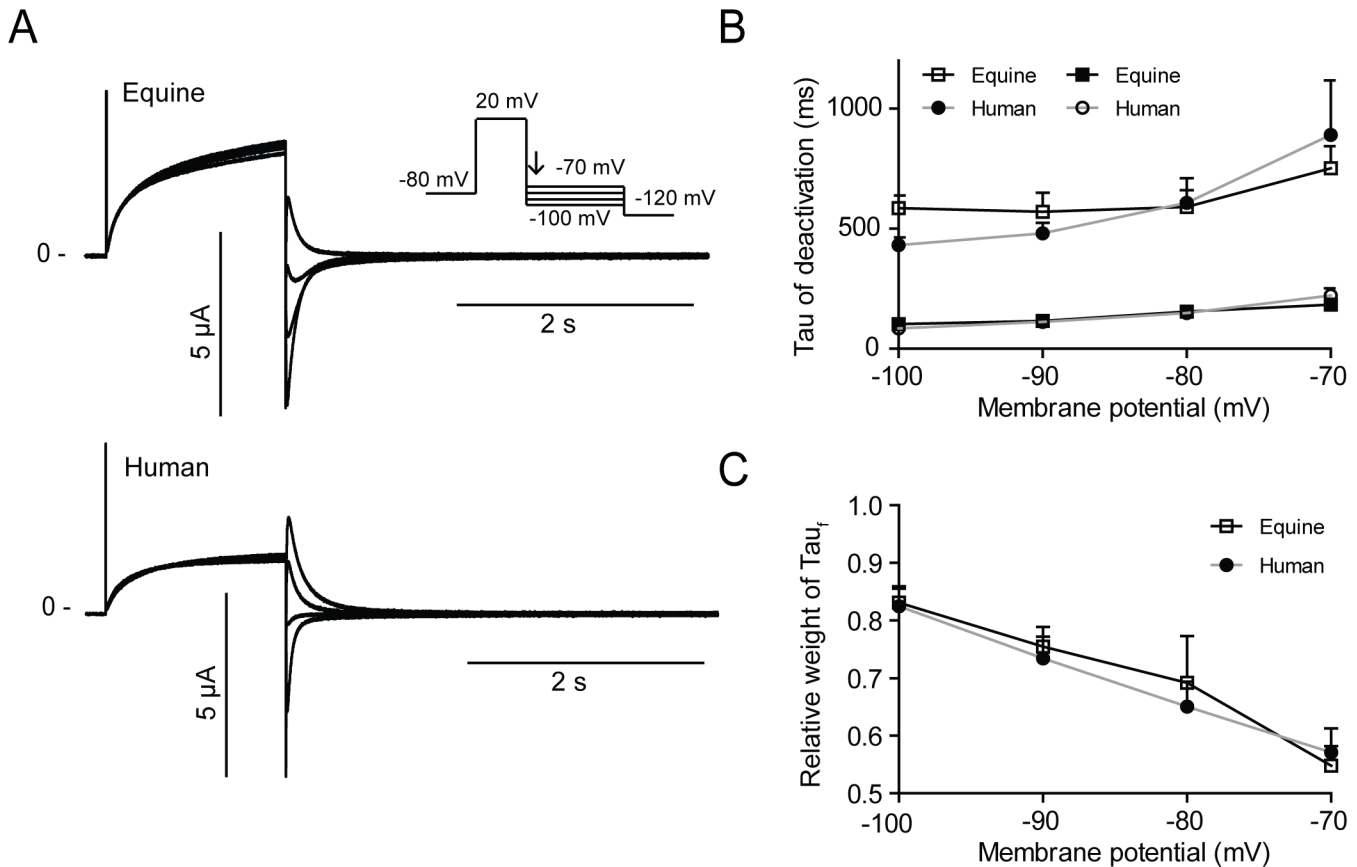 A
Equine
20 mV
-80 mV
-70 mV
-100 mV
-120 mV
0 -
5 µA
2 s
Human
0 -
5 µA
2 s
B
Equine
Equine
Human
Human
Tau of deactivation (ms)
1000
500
0
-100
-90
-80
-70
Membrane potential (mV)
C
Equine
Human
Relative weight of Tau_f
1.0
0.9
0.8
0.7
0.6
0.5
-100
-90
-80
-70
Membrane potential (mV)